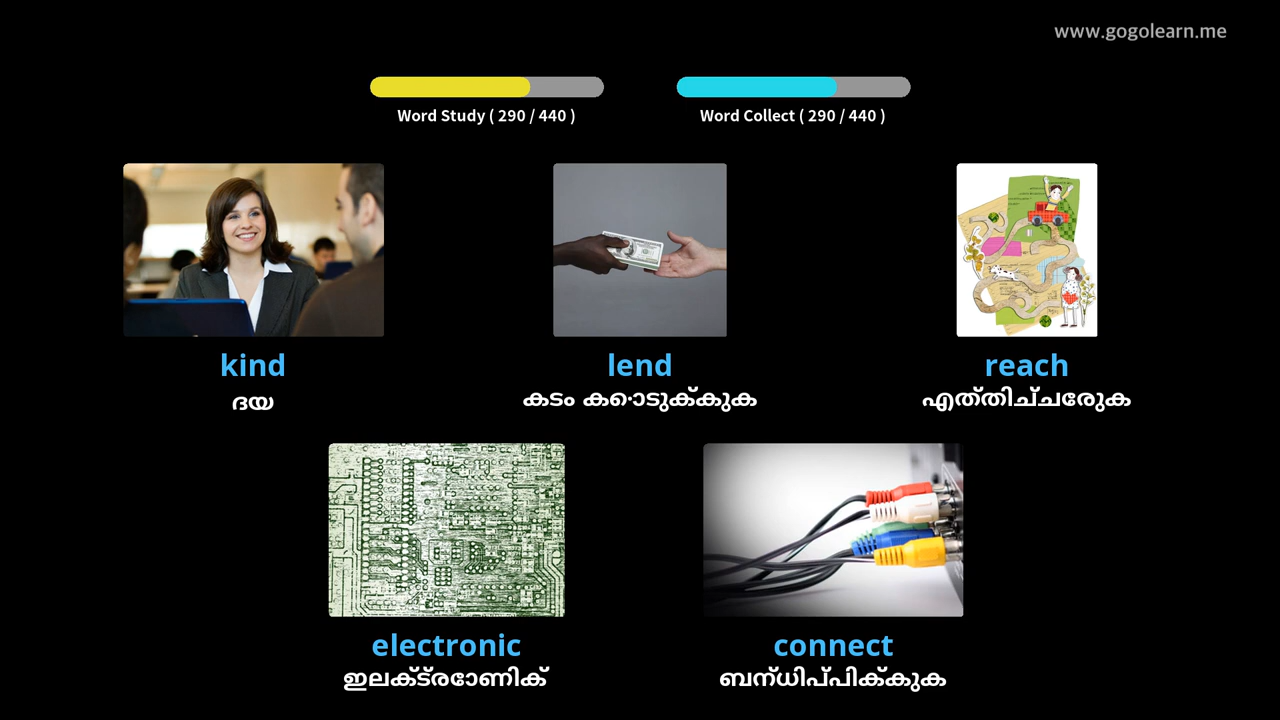 www.gogolearn.me
Word Study ( 290 / 440 )
Word Collect ( 290 / 440 )
kind
ദയ
lend
കടം കൊടുക്കുക
reach
എത്തിച്ചേരുക
electronic
ഇലക്ട്രോണിക്
connect
ബന്ധിപ്പിക്കുക